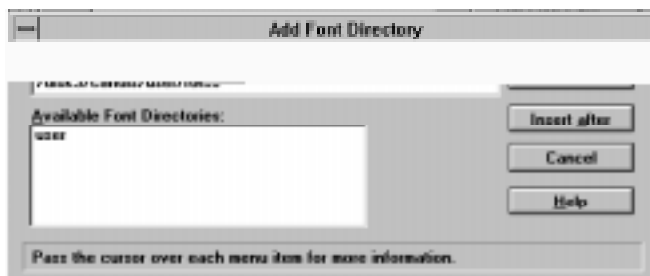 Add Font Directory
Available Font Directories:
user
Insert after
Cancel
Help
Pass the cursor over each menu item for more information.